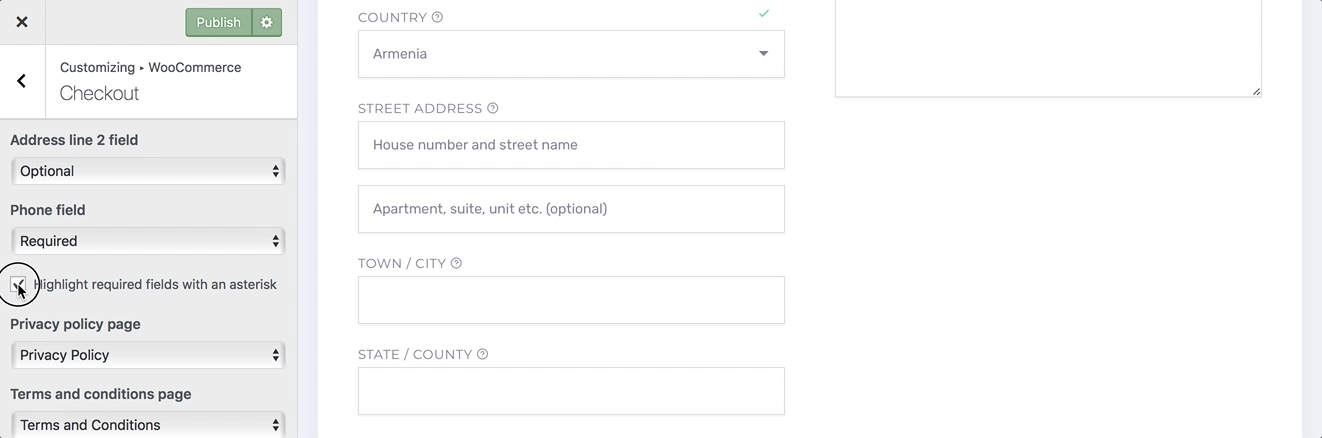 Publish
Customizing ▸ WooCommerce
Checkout
Address line 2 field
Optional
Phone field
Required
Highlight required fields with an asterisk
Privacy policy page
Privacy Policy
Terms and conditions page
Terms and Conditions
COUNTRY
Armenia
STREET ADDRESS
House number and street name
Apartment, suite, unit etc. (optional)
TOWN / CITY
STATE / COUNTY